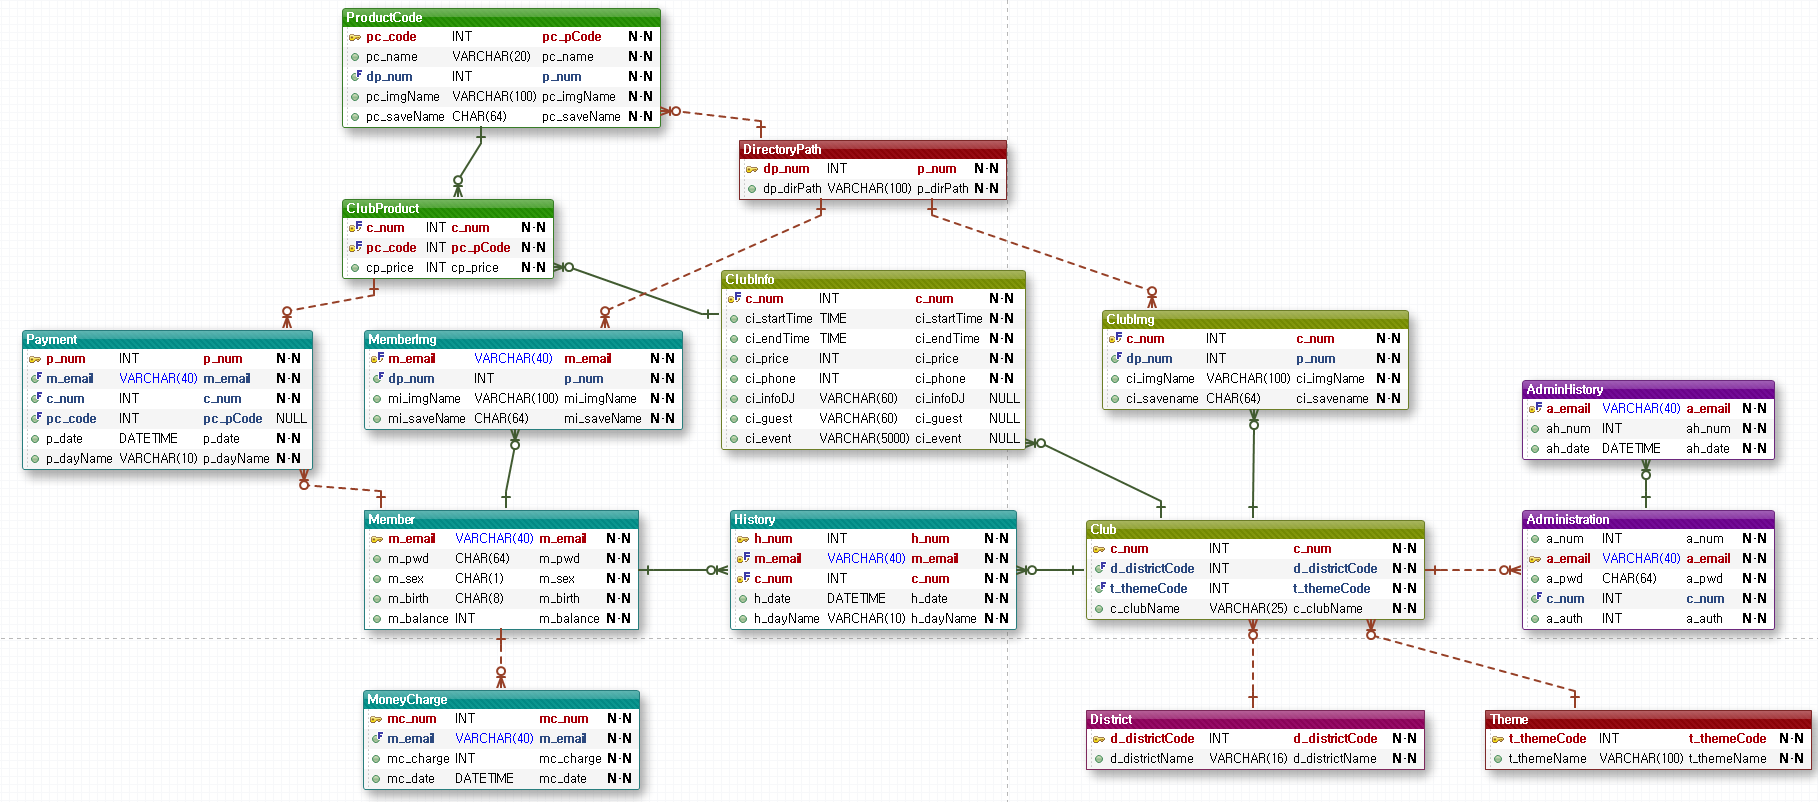 ProductCode
pc_code INT pc_pCode N-N
pc_name VARCHAR(20) pc_name N-N
dp_num INT p_num N-N
pc_imgName VARCHAR(100) pc_imgName N-N
pc_saveName CHAR(64) pc_saveName N-N
DirectoryPath
dp_num INT p_num N-N
dp_dirPath VARCHAR(100) p_dirPath N-N
ClubProduct
c_num INT c_num N-N
pc_code INT pc_pCode N-N
cp_price INT cp_price N-N
ClubInfo
c_num INT c_num N-N
ci_startTime TIME ci_startTime N-N
ci_endTime TIME ci_endTime N-N
ci_price INT ci_price N-N
ci_phone INT ci_phone N-N
ci_infoDJ VARCHAR(60) ci_infoDJ NULL
ci_guest VARCHAR(60) ci_guest NULL
ci_event VARCHAR(5000) ci_event NULL
ClubImg
c_num INT c_num N-N
dp_num INT p_num N-N
ci_imgName VARCHAR(100) ci_imgName N-N
ci_savename CHAR(64) ci_savename N-N
Payment
p_num INT p_num N-N
m_email VARCHAR(40) m_email N-N
c_num INT c_num N-N
pc_code INT pc_pCode NULL
p_date DATETIME p_date N-N
p_dayName VARCHAR(10) p_dayName N-N
MemberImg
m_email VARCHAR(40) m_email N-N
dp_num INT p_num N-N
mi_imgName VARCHAR(100) mi_imgName N-N
mi_saveName CHAR(64) mi_saveName N-N
AdminHistory
a_email VARCHAR(40) a_email N-N
ah_num INT ah_num N-N
ah_date DATETIME ah_date N-N
Member
m_email VARCHAR(40) m_email N-N
m_pwd CHAR(64) m_pwd N-N
m_sex CHAR(1) m_sex N-N
m_birth CHAR(8) m_birth N-N
m_balance INT m_balance N-N
History
h_num INT h_num N-N
m_email VARCHAR(40) m_email N-N
c_num INT c_num N-N
h_date DATETIME h_date N-N
h_dayName VARCHAR(10) h_dayName N-N
Club
c_num INT c_num N-N
d_districtCode INT d_districtCode N-N
t_themeCode INT t_themeCode N-N
c_clubName VARCHAR(25) c_clubName N-N
Administration
a_num INT a_num N-N
a_email VARCHAR(40) a_email N-N
a_pwd CHAR(64) a_pwd N-N
c_num INT c_num N-N
a_auth INT a_auth N-N
MoneyCharge
mc_num INT mc_num N-N
m_email VARCHAR(40) m_email N-N
mc_charge INT mc_charge N-N
mc_date DATETIME mc_date N-N
District
d_districtCode INT d_districtCode N-N
d_districtName VARCHAR(16) d_districtName N-N
Theme
t_themeCode INT t_themeCode N-N
t_themeName VARCHAR(100) t_themeName N-N